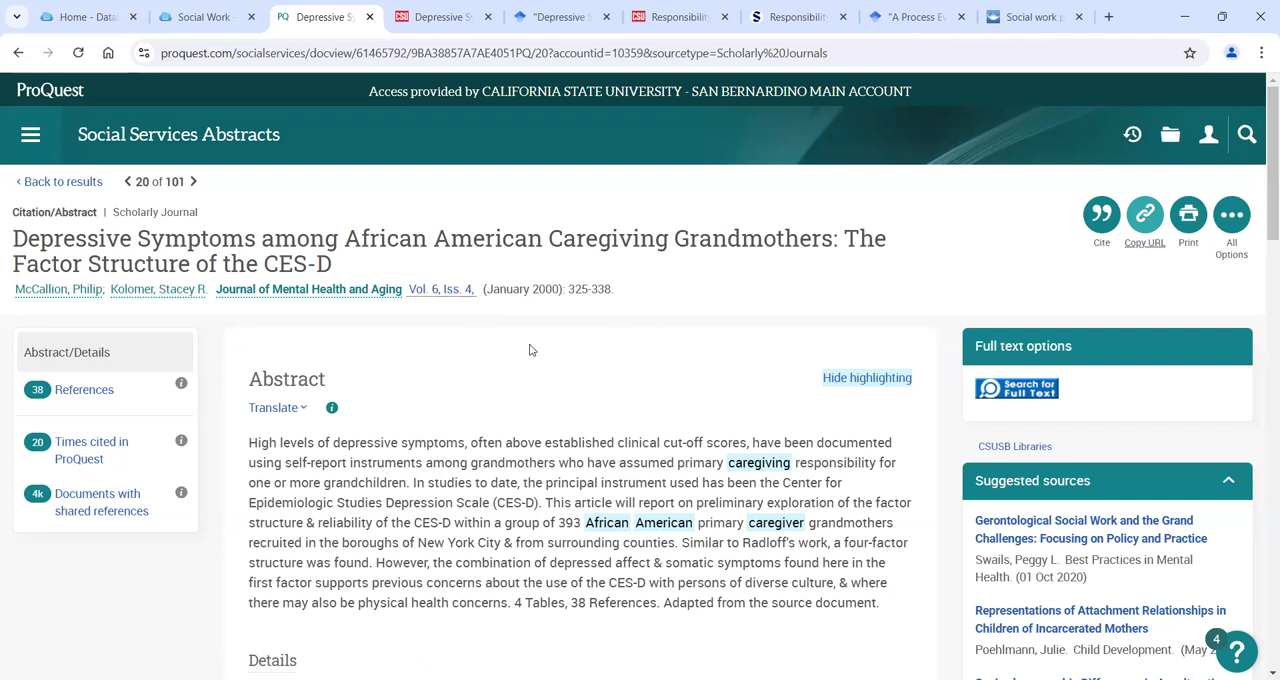 Home - Datab
Social Work -
PQ Depressive S
CSU Depressive S
"Depressive S
CSU Responsibility
S Responsibility
"A Process Ev
Social work p
proquest.com/socialservices/docview/61465792/9BA38857A7AE4051PQ/20?accountid=10359&sourcetype=Scholarly%20Journals
ProQuest
Access provided by CALIFORNIA STATE UNIVERSITY - SAN BERNARDINO MAIN ACCOUNT
Social Services Abstracts
‹ Back to results
20 of 101
Citation/Abstract | Scholarly Journal
Depressive Symptoms among African American Caregiving Grandmothers: The
Factor Structure of the CES-D
McCallion, Philip; Kolomer, Stacey R. Journal of Mental Health and Aging Vol. 6, Iss. 4, (January 2000): 325-338.
Cite
Copy URL
Print
All
Options
Abstract/Details
38 References
20 Times cited in
ProQuest
4k Documents with
shared references
Abstract
Hide highlighting
Translate
High levels of depressive symptoms, often above established clinical cut-off scores, have been documented
using self-report instruments among grandmothers who have assumed primary caregiving responsibility for
one or more grandchildren. In studies to date, the principal instrument used has been the Center for
Epidemiologic Studies Depression Scale (CES-D). This article will report on preliminary exploration of the factor
structure & reliability of the CES-D within a group of 393 African American primary caregiver grandmothers
recruited in the boroughs of New York City & from surrounding counties. Similar to Radloff's work, a four-factor
structure was found. However, the combination of depressed affect & somatic symptoms found here in the
first factor supports previous concerns about the use of the CES-D with persons of diverse culture, & where
there may also be physical health concerns. 4 Tables, 38 References. Adapted from the source document.
Details
Full text options
Search for
Full Text
CSUSB Libraries
Suggested sources
Gerontological Social Work and the Grand
Challenges: Focusing on Policy and Practice
Swails, Peggy L. Best Practices in Mental
Health. (01 Oct 2020)
Representations of Attachment Relationships in
Children of Incarcerated Mothers
Poehlmann, Julie. Child Development. (May 2
4
?